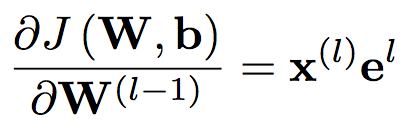 ∂J (𝐖, 𝐛) / ∂𝐖^(l−1) = 𝐱^(l) 𝐞^l